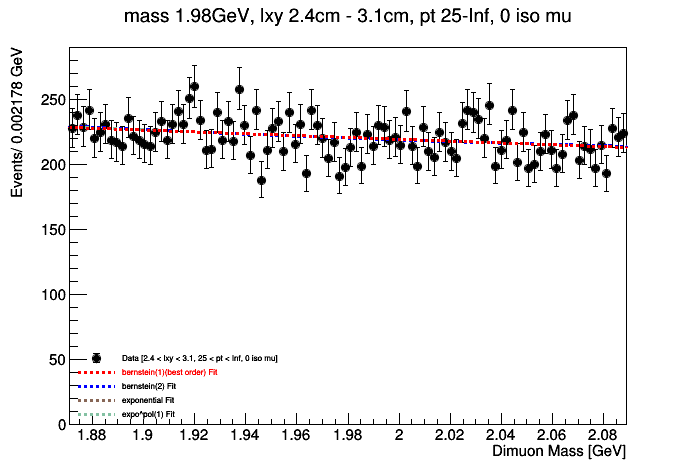 mass 1.98GeV, lxy 2.4cm - 3.1cm, pt 25-Inf, 0 iso mu
Events/ 0.002178 GeV
250
200
150
100
50
0
Data [2.4 < lxy < 3.1, 25 < pt < Inf, 0 iso mu]
bernstein(1)(best order) Fit
bernstein(2) Fit
exponential Fit
expo*pol(1) Fit
1.88 1.9 1.92 1.94 1.96 1.98 2 2.02 2.04 2.06 2.08
Dimuon Mass [GeV]